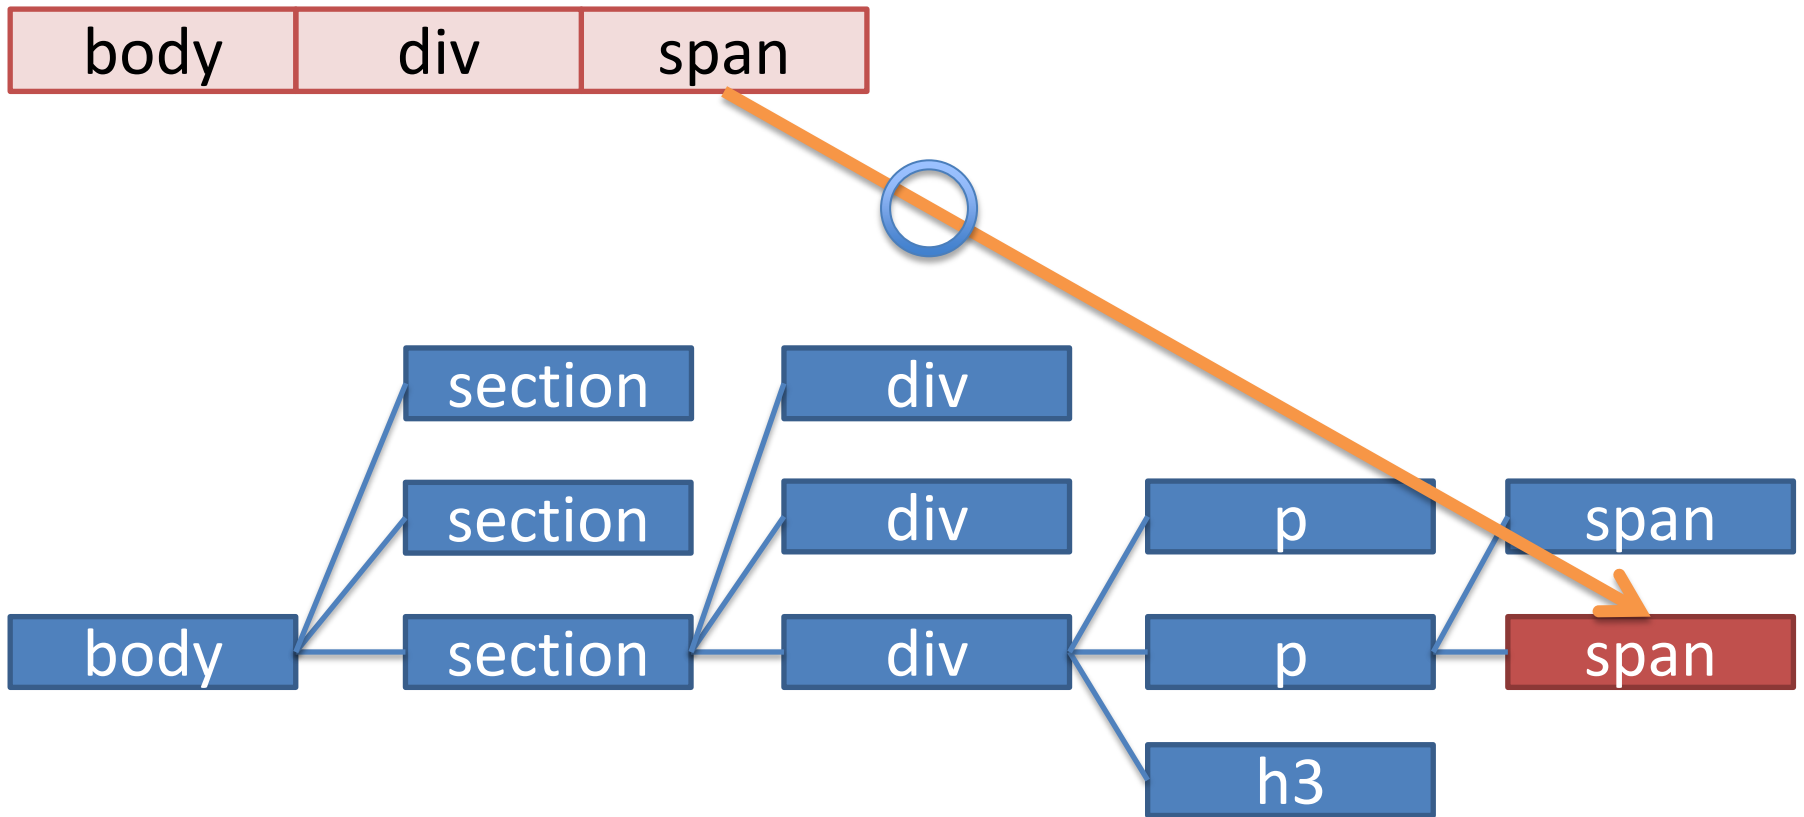 body div span
section div
section div p span
body section div p span
h3